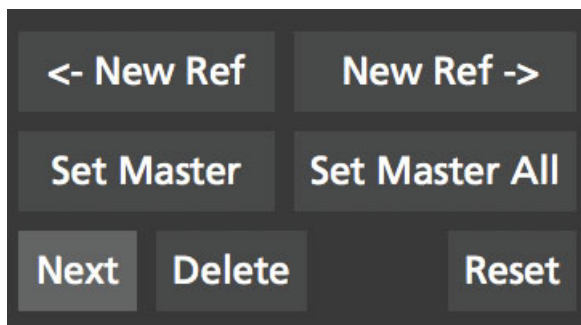 <- New Ref New Ref ->
Set Master Set Master All
Next Delete Reset